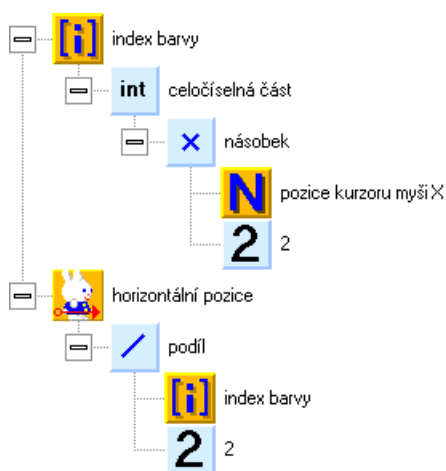 [i] index barvy
int celočíselná část
× násobek
N pozice kurzoru myši X
2 2
horizontální pozice
/ podíl
[i] index barvy
2 2